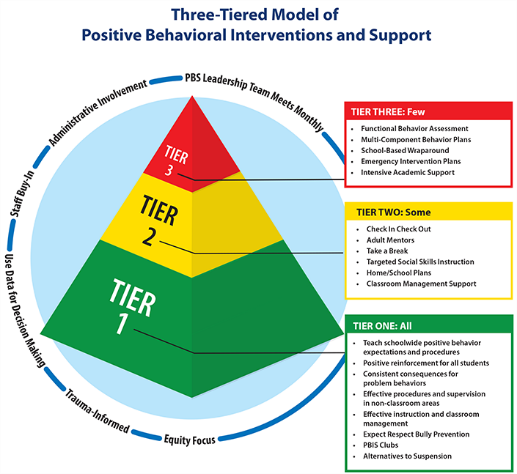 Three-Tiered Model of
Positive Behavioral Interventions and Support
PBS Leadership Team Meets Monthly
Administrative Involvement
Staff Buy-In
Use Data for Decision Making
Trauma-Informed
Equity Focus
TIER
3
TIER
2
TIER
1
TIER THREE: Few
• Functional Behavior Assessment
• Multi-Component Behavior Plans
• School-Based Wraparound
• Emergency Intervention Plans
• Intensive Academic Support
TIER TWO: Some
• Check In Check Out
• Adult Mentors
• Take a Break
• Targeted Social Skills Instruction
• Home/School Plans
• Classroom Management Support
TIER ONE: All
• Teach schoolwide positive behavior
expectations and procedures
• Positive reinforcement for all students
• Consistent consequences for
problem behaviors
• Effective procedures and supervision
in non-classroom areas
• Effective instruction and classroom
management
• Expect Respect Bully Prevention
• PBIS Clubs
• Alternatives to Suspension